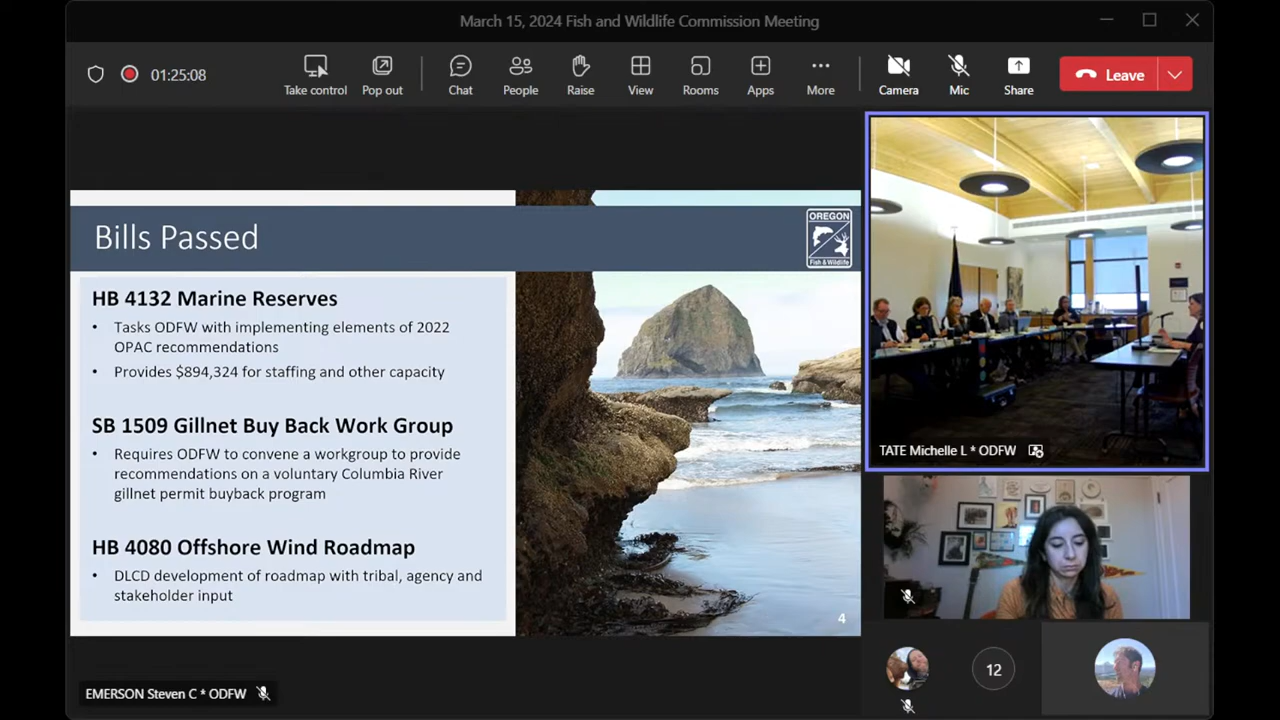 March 15, 2024 Fish and Wildlife Commission Meeting
01:25:08
Take control
Pop out
Chat
People
Raise
View
Rooms
Apps
More
Camera
Mic
Share
Leave
Bills Passed
OREGON
Fish & Wildlife
HB 4132 Marine Reserves
• Tasks ODFW with implementing elements of 2022
OPAC recommendations
• Provides $894,324 for staffing and other capacity
SB 1509 Gillnet Buy Back Work Group
• Requires ODFW to convene a workgroup to provide
recommendations on a voluntary Columbia River
gillnet permit buyback program
HB 4080 Offshore Wind Roadmap
• DLCD development of roadmap with tribal, agency and
stakeholder input
4
TATE Michelle L * ODFW
12
EMERSON Steven C * ODFW